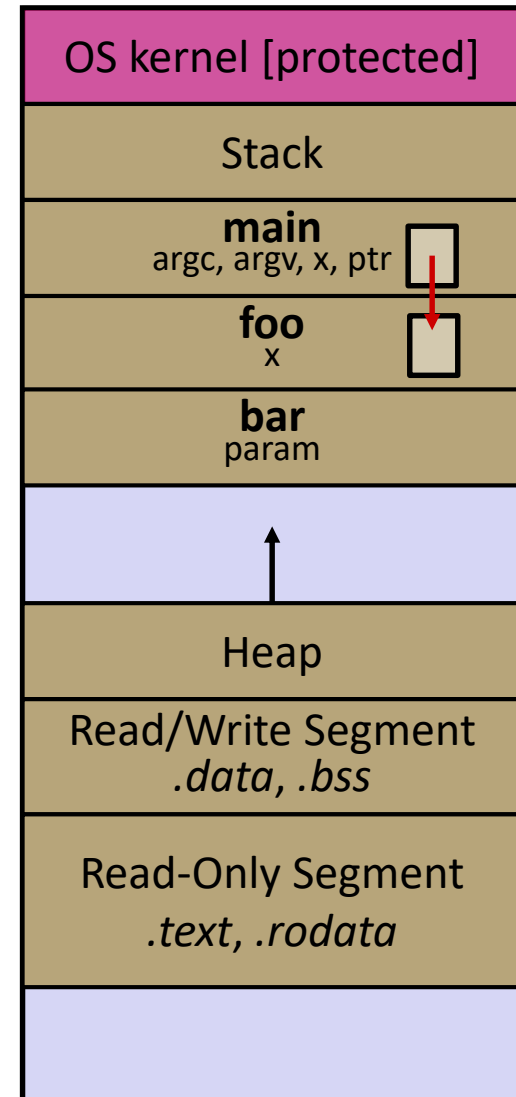 OS kernel [protected]
Stack
main
argc, argv, x, ptr
foo
x
bar
param
Heap
Read/Write Segment
.data, .bss
Read-Only Segment
.text, .rodata